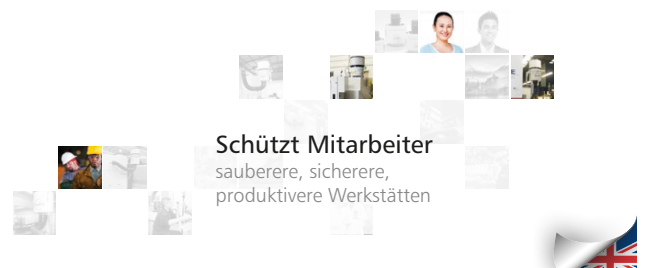 Schützt Mitarbeiter
sauberere, sicherere,
produktivere Werkstätten